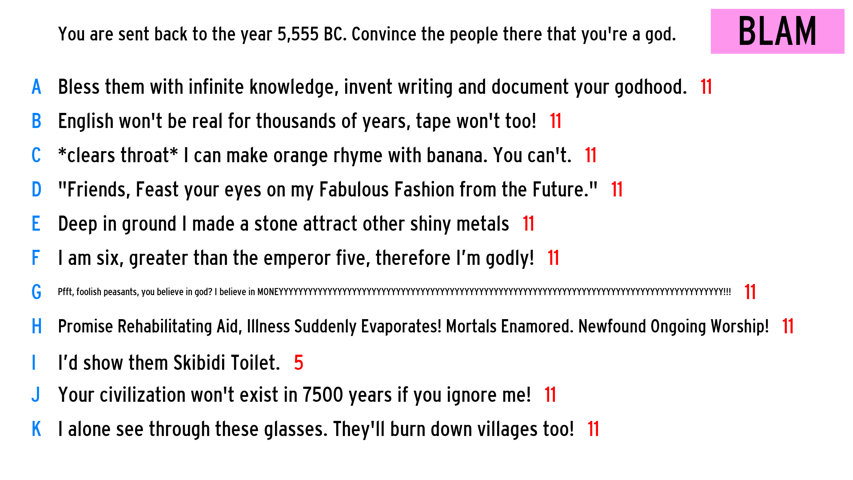 You are sent back to the year 5,555 BC. Convince the people there that you're a god.
BLAM
A Bless them with infinite knowledge, invent writing and document your godhood. 11
B English won't be real for thousands of years, tape won't too! 11
C *clears throat* I can make orange rhyme with banana. You can't. 11
D "Friends, Feast your eyes on my Fabulous Fashion from the Future." 11
E Deep in ground I made a stone attract other shiny metals 11
F I am six, greater than the emperor five, therefore I’m godly! 11
G Pfft, foolish peasants, you believe in god? I believe in MONEYYYYYYYYYYYYYYYYYYYYYYYYYYYYYYYYYYYYYYYYYYYYYYYYYYYYYYYYYYYYYYYYYYYYYYYYYYYYYYYYYYYYYYYYYYYY!!! 11
H Promise Rehabilitating Aid, Illness Suddenly Evaporates! Mortals Enamored. Newfound Ongoing Worship! 11
I I’d show them Skibidi Toilet. 5
J Your civilization won't exist in 7500 years if you ignore me! 11
K I alone see through these glasses. They'll burn down villages too! 11